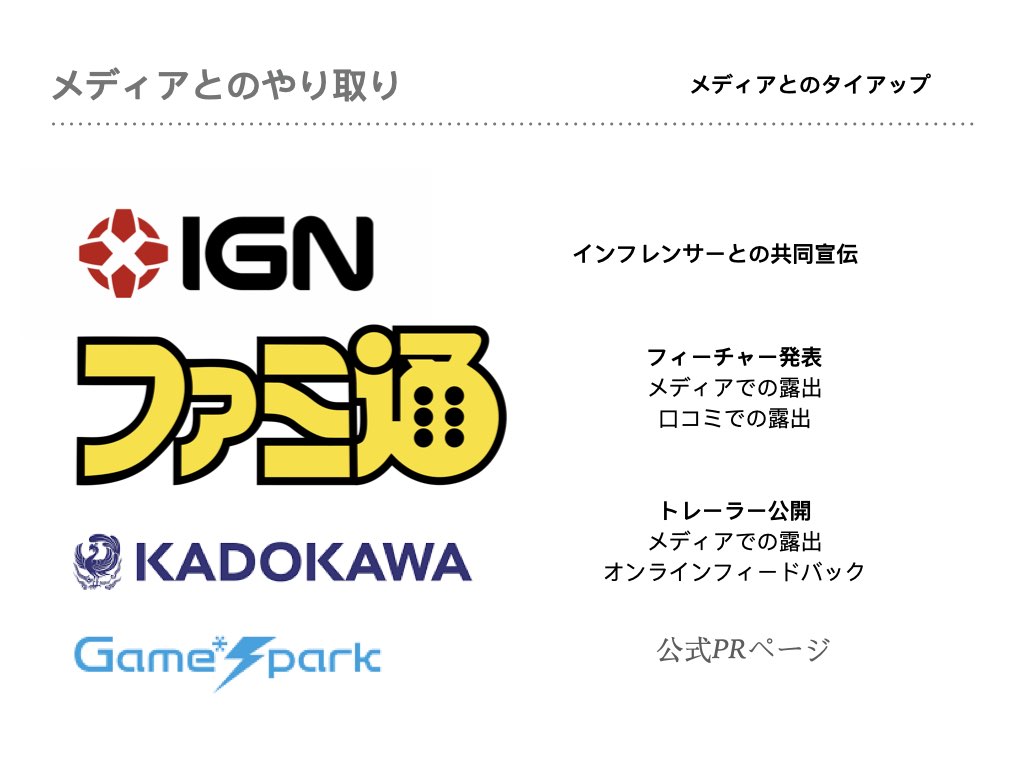 メディアとのやり取り
メディアとのタイアップ
IGN
インフレンサーとの共同宣伝
ファミ通
フィーチャー発表
メディアでの露出
口コミでの露出
KADOKAWA
トレーラー公開
メディアでの露出
オンラインフィードバック
Game*Spark
公式PRページ